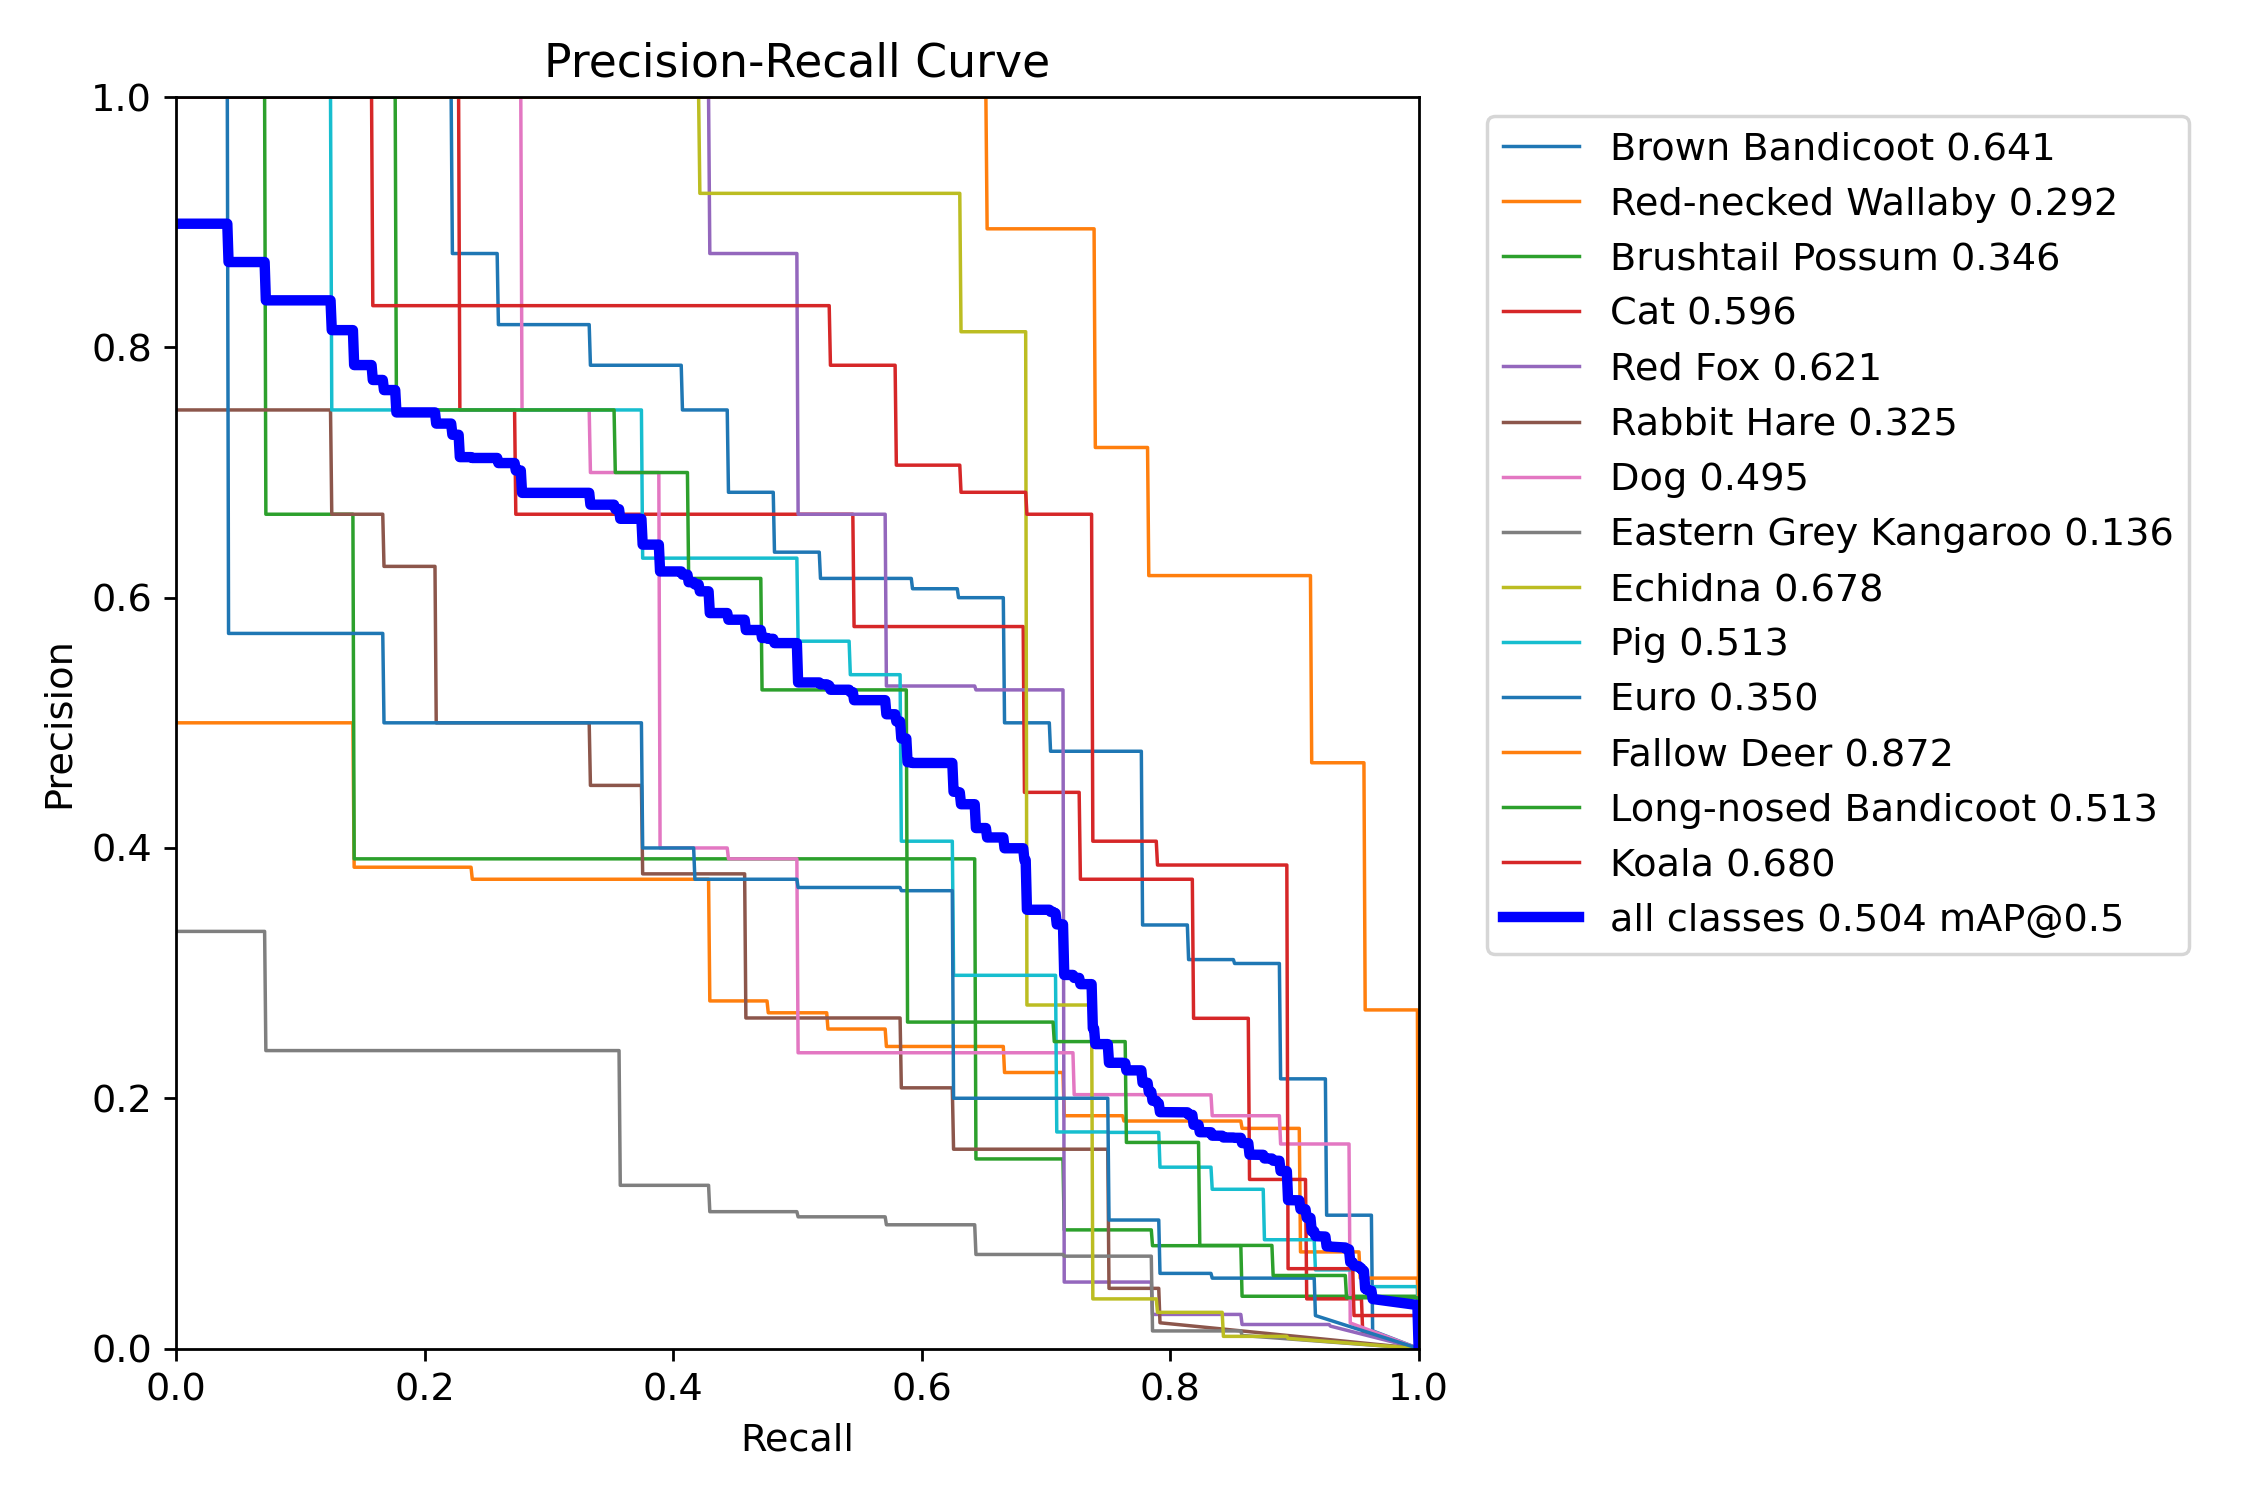 Precision-Recall Curve
1.0
0.8
0.6
0.4
0.2
0.0
Precision
0.0 0.2 0.4 0.6 0.8 1.0
Recall
Brown Bandicoot 0.641
Red-necked Wallaby 0.292
Brushtail Possum 0.346
Cat 0.596
Red Fox 0.621
Rabbit Hare 0.325
Dog 0.495
Eastern Grey Kangaroo 0.136
Echidna 0.678
Pig 0.513
Euro 0.350
Fallow Deer 0.872
Long-nosed Bandicoot 0.513
Koala 0.680
all classes 0.504 mAP@0.5